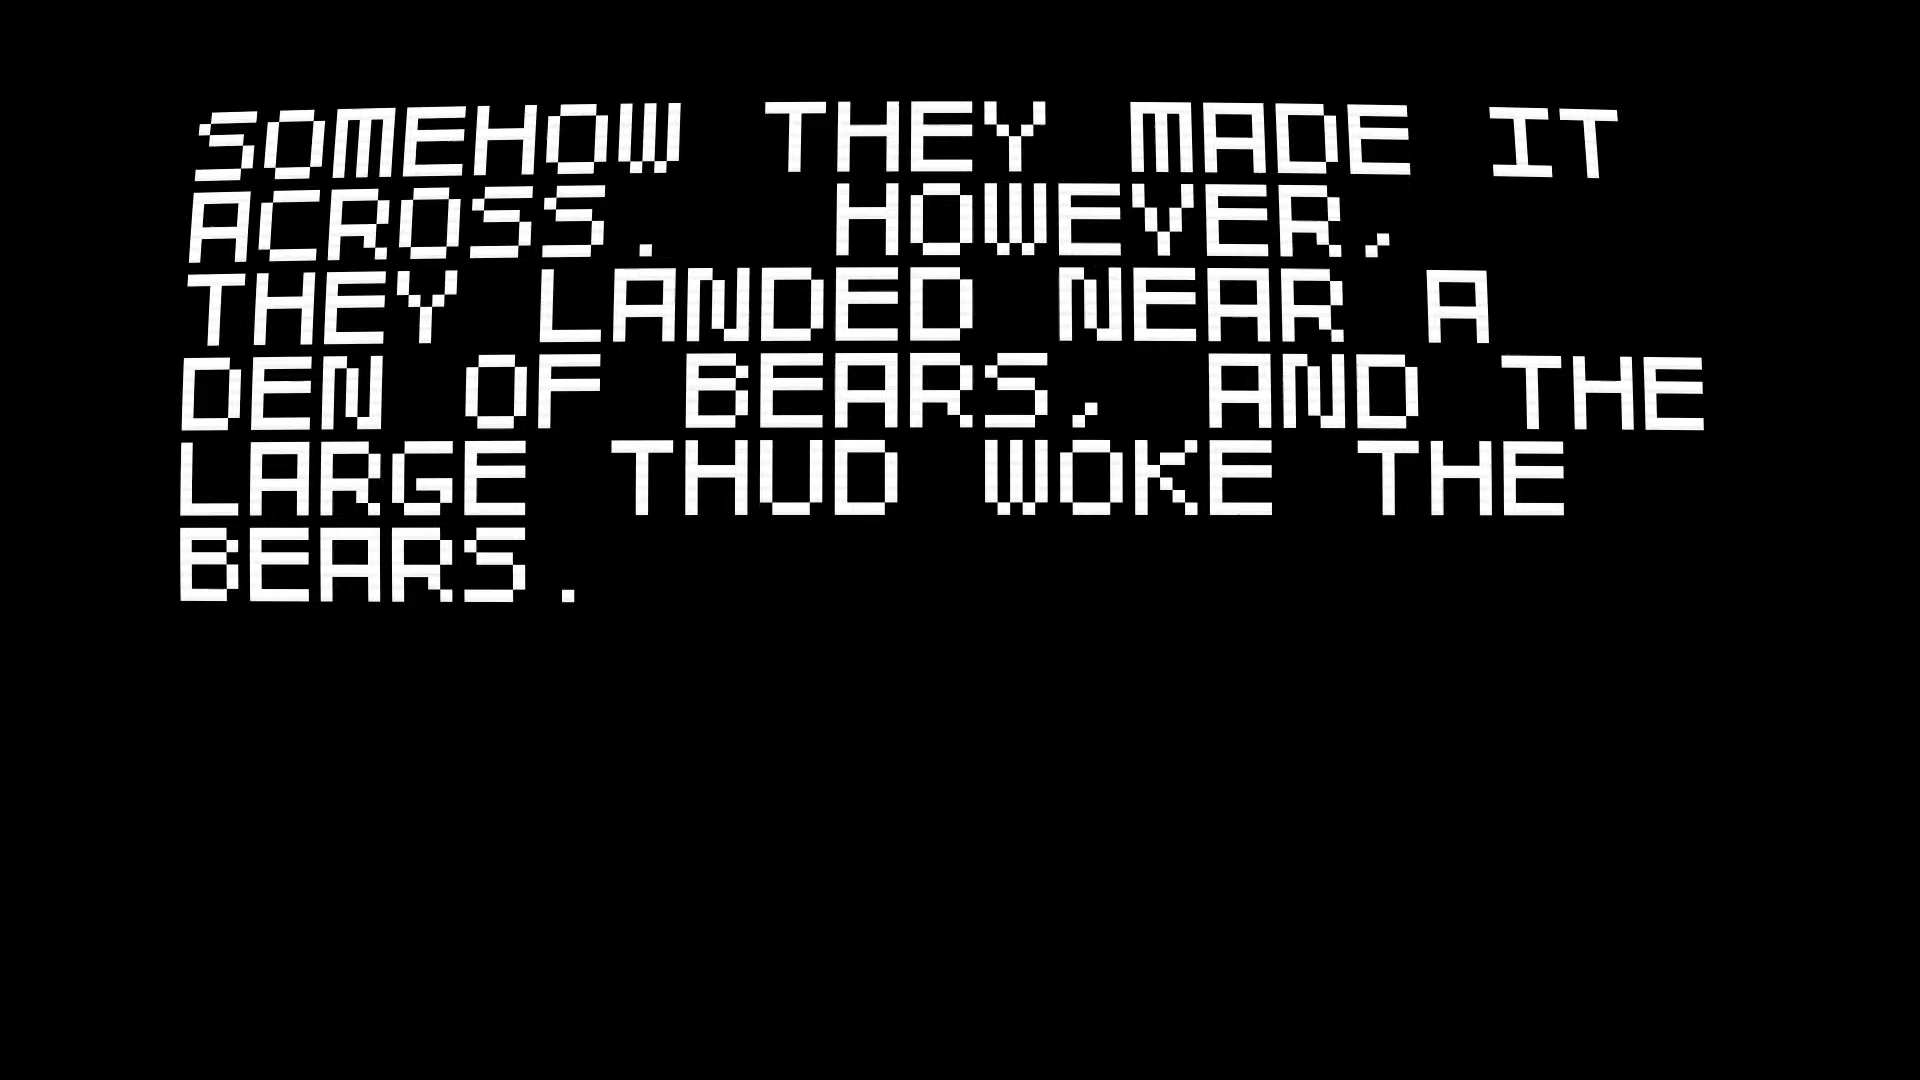 SOMEHOW THEY MADE IT
ACROSS.  HOWEVER,
THEY LANDED NEAR A
DEN OF BEARS, AND THE
LARGE THUD WOKE THE
BEARS.